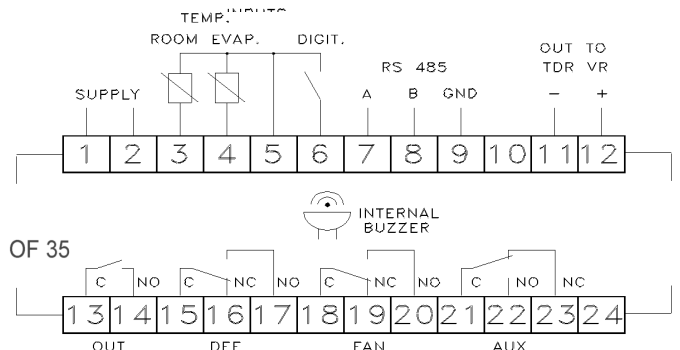 INPUTS
TEMP.
ROOM EVAP. DIGIT.
OUT TO
RS 485 TDR VR
SUPPLY A B GND − +
1 2 3 4 5 6 7 8 9 10 11 12
INTERNAL
BUZZER
OF 35
C NO C NC NO C NC NO C NO NC
13 14 15 16 17 18 19 20 21 22 23 24
OUT DEF FAN AUX